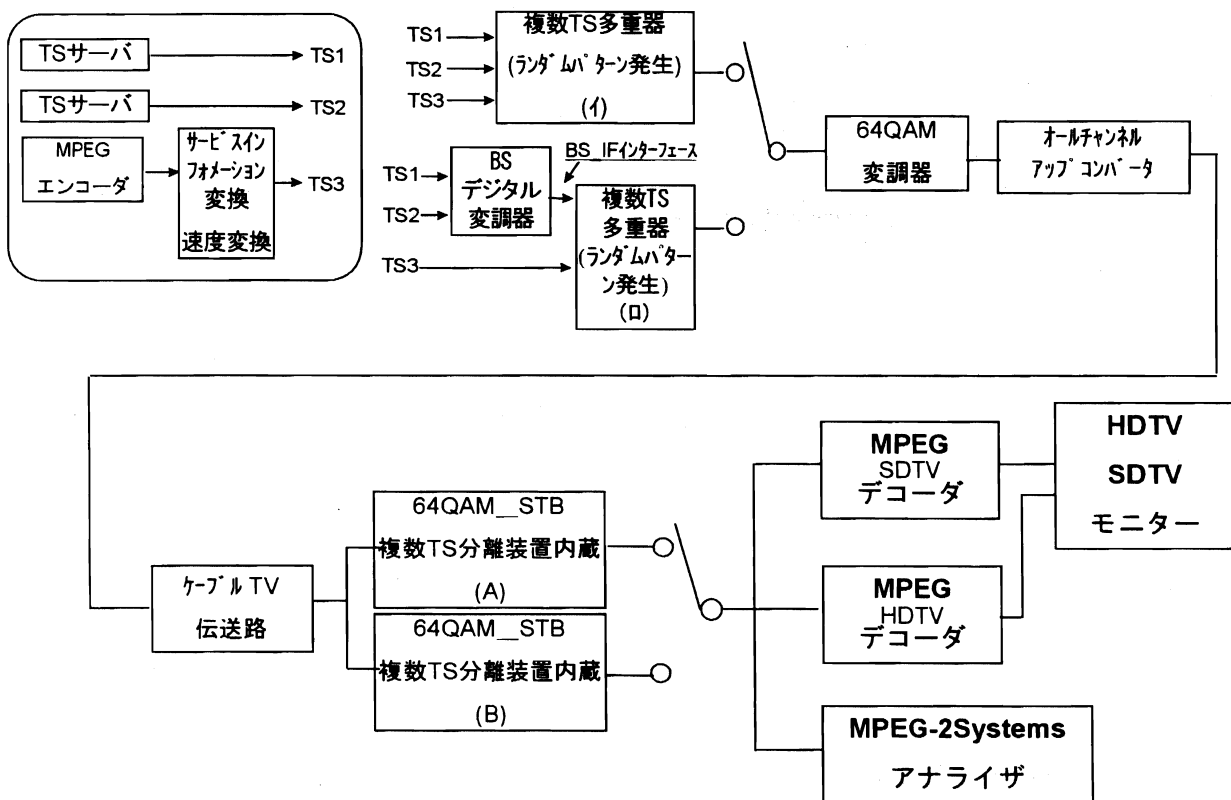 TSサーバ
TS1
TSサーバ
TS2
MPEG
エンコーダ
サービスイン
フォメーション
変換
速度変換
TS3
TS1
TS2
TS3
複数TS多重器
(ランダムパターン発生)
(イ)
TS1
TS2
TS3
BS
デジタル
変調器
BS_IFインターフェース
複数TS
多重器
(ランダムパター
ン発生)
(ロ)
64QAM
変調器
オールチャンネル
アップコンバータ
ケーブルTV
伝送路
64QAM__STB
複数TS分離装置内蔵
(A)
64QAM__STB
複数TS分離装置内蔵
(B)
MPEG
SDTV
デコーダ
MPEG
HDTV
デコーダ
MPEG-2Systems
アナライザ
HDTV
SDTV
モニター